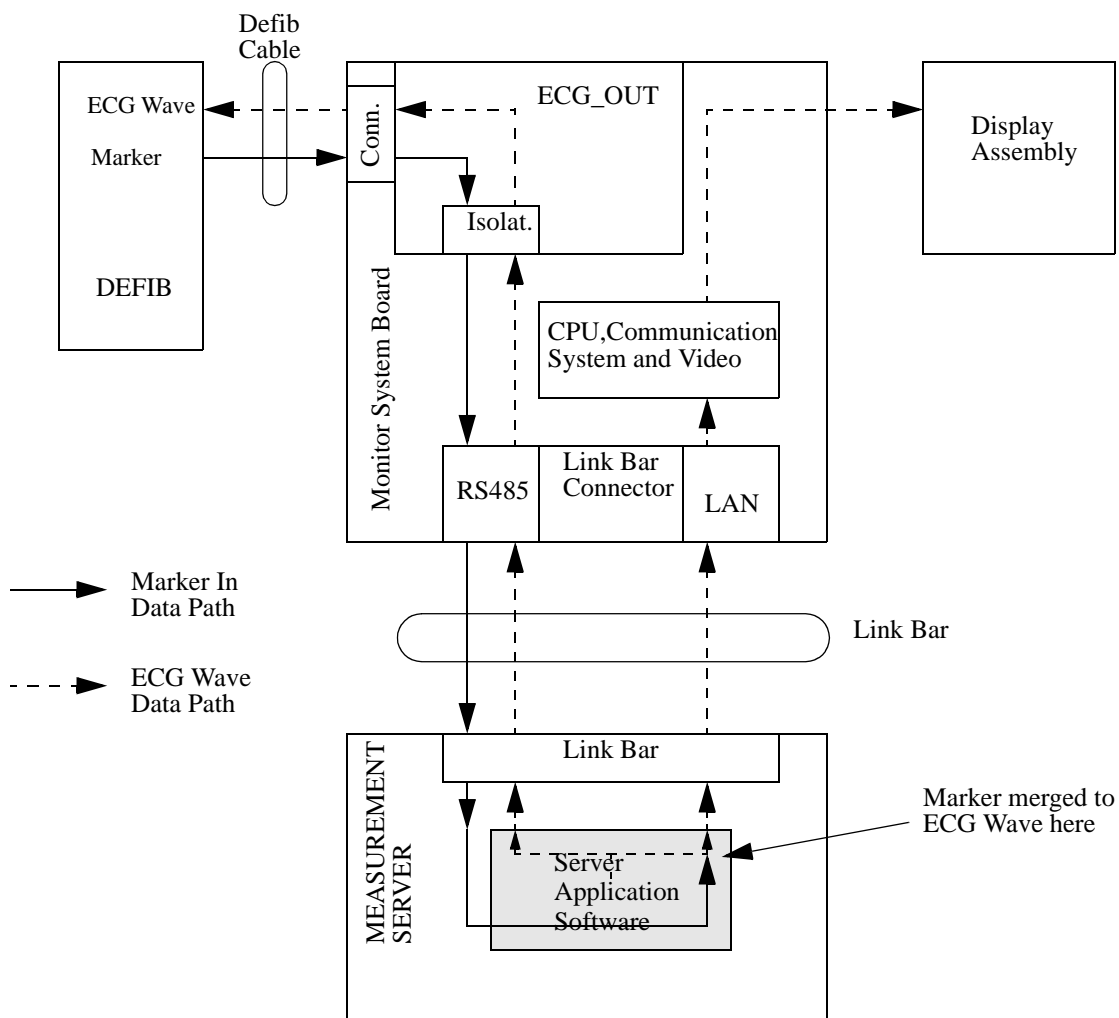 Defib
Cable
ECG Wave
Marker
DEFIB
Conn.
ECG_OUT
Isolat.
Display
Assembly
Monitor System Board
CPU,Communication
System and Video
RS485
Link Bar
Connector
LAN
Marker In
Data Path
ECG Wave
Data Path
Link Bar
MEASUREMENT
SERVER
Link Bar
Server
Application
Software
Marker merged to
ECG Wave here